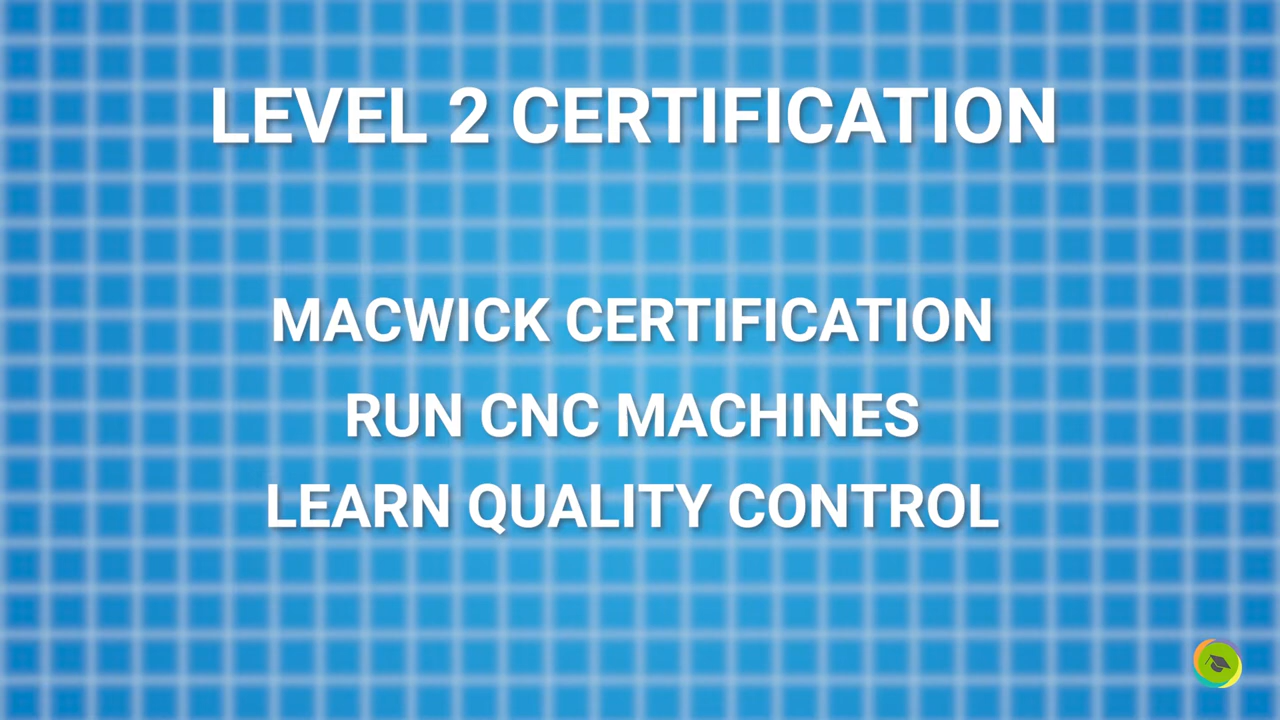 LEVEL 2 CERTIFICATION
MACWICK CERTIFICATION
RUN CNC MACHINES
LEARN QUALITY CONTROL